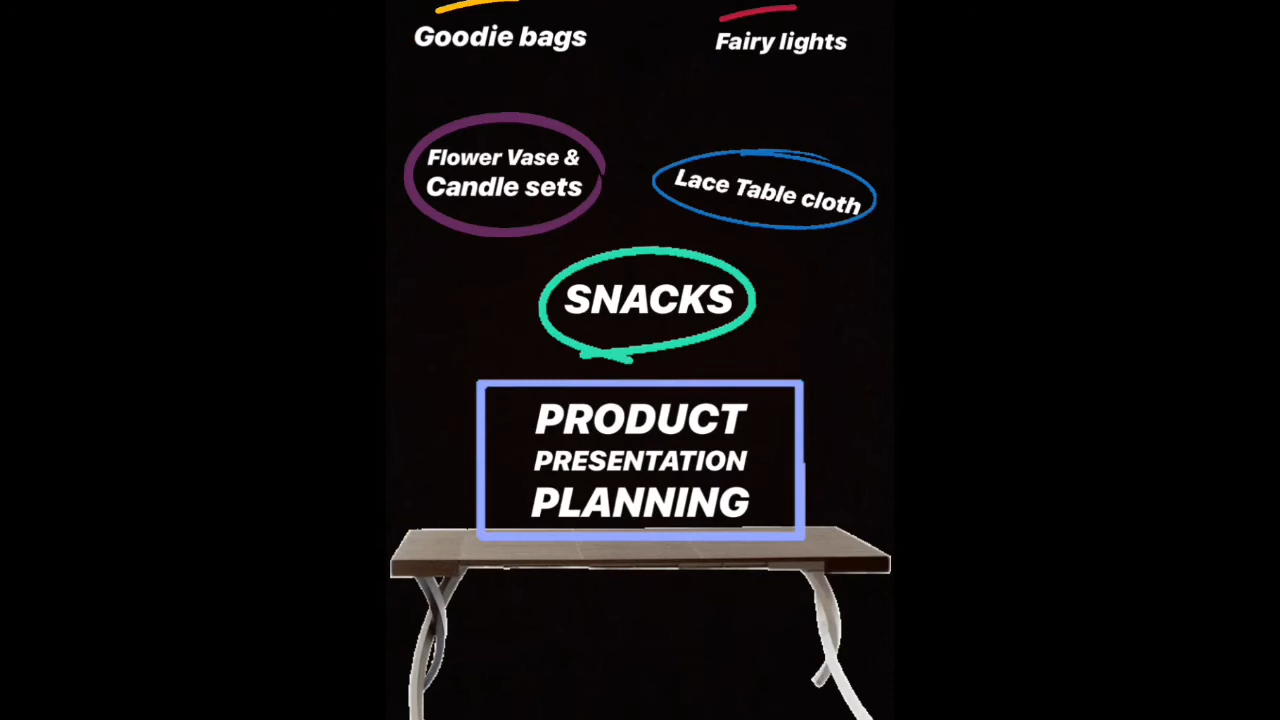 Goodie bags
Fairy lights
Flower Vase &
Candle sets
Lace Table cloth
SNACKS
PRODUCT
PRESENTATION
PLANNING